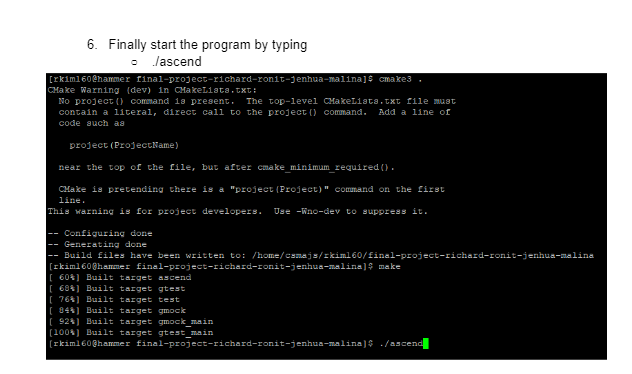 6. Finally start the program by typing
○ ./ascend
[rkim160@hammer final-project-richard-ronit-jenhua-malina]$ cmake3 .
CMake Warning (dev) in CMakeLists.txt:
No project() command is present. The top-level CMakeLists.txt file must
contain a literal, direct call to the project() command. Add a line of
code such as
project(ProjectName)
near the top of the file, but after cmake_minimum_required().
CMake is pretending there is a "project(Project)" command on the first
line.
This warning is for project developers. Use -Wno-dev to suppress it.
-- Configuring done
-- Generating done
-- Build files have been written to: /home/csmajs/rkim160/final-project-richard-ronit-jenhua-malina
[rkim160@hammer final-project-richard-ronit-jenhua-malina]$ make
[ 60%] Built target ascend
[ 68%] Built target gtest
[ 76%] Built target test
[ 84%] Built target gmock
[ 92%] Built target gmock_main
[100%] Built target gtest_main
[rkim160@hammer final-project-richard-ronit-jenhua-malina]$ ./ascend